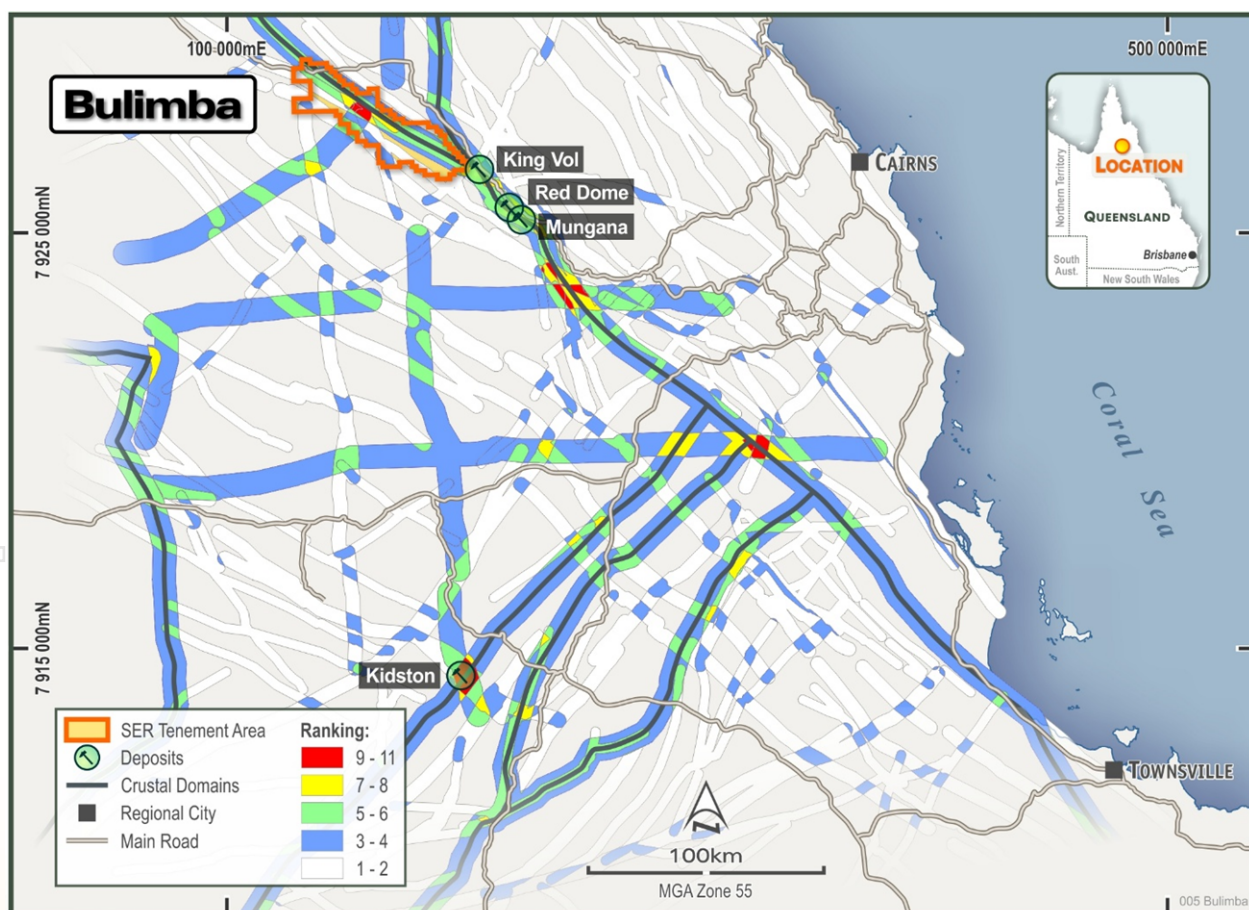 100 000mE
500 000mE
Bulimba
King Vol
Red Dome
Mungana
CAIRNS
7 925 000mN
7 915 000mN
Kidston
TOWNSVILLE
Coral Sea
LOCATION
QUEENSLAND
Northern Territory
Brisbane
South
Aust.
New South Wales
SER Tenement Area
Deposits
Crustal Domains
Regional City
Main Road
Ranking:
9 - 11
7 - 8
5 - 6
3 - 4
1 - 2
N
100km
MGA Zone 55
005 Bulimba